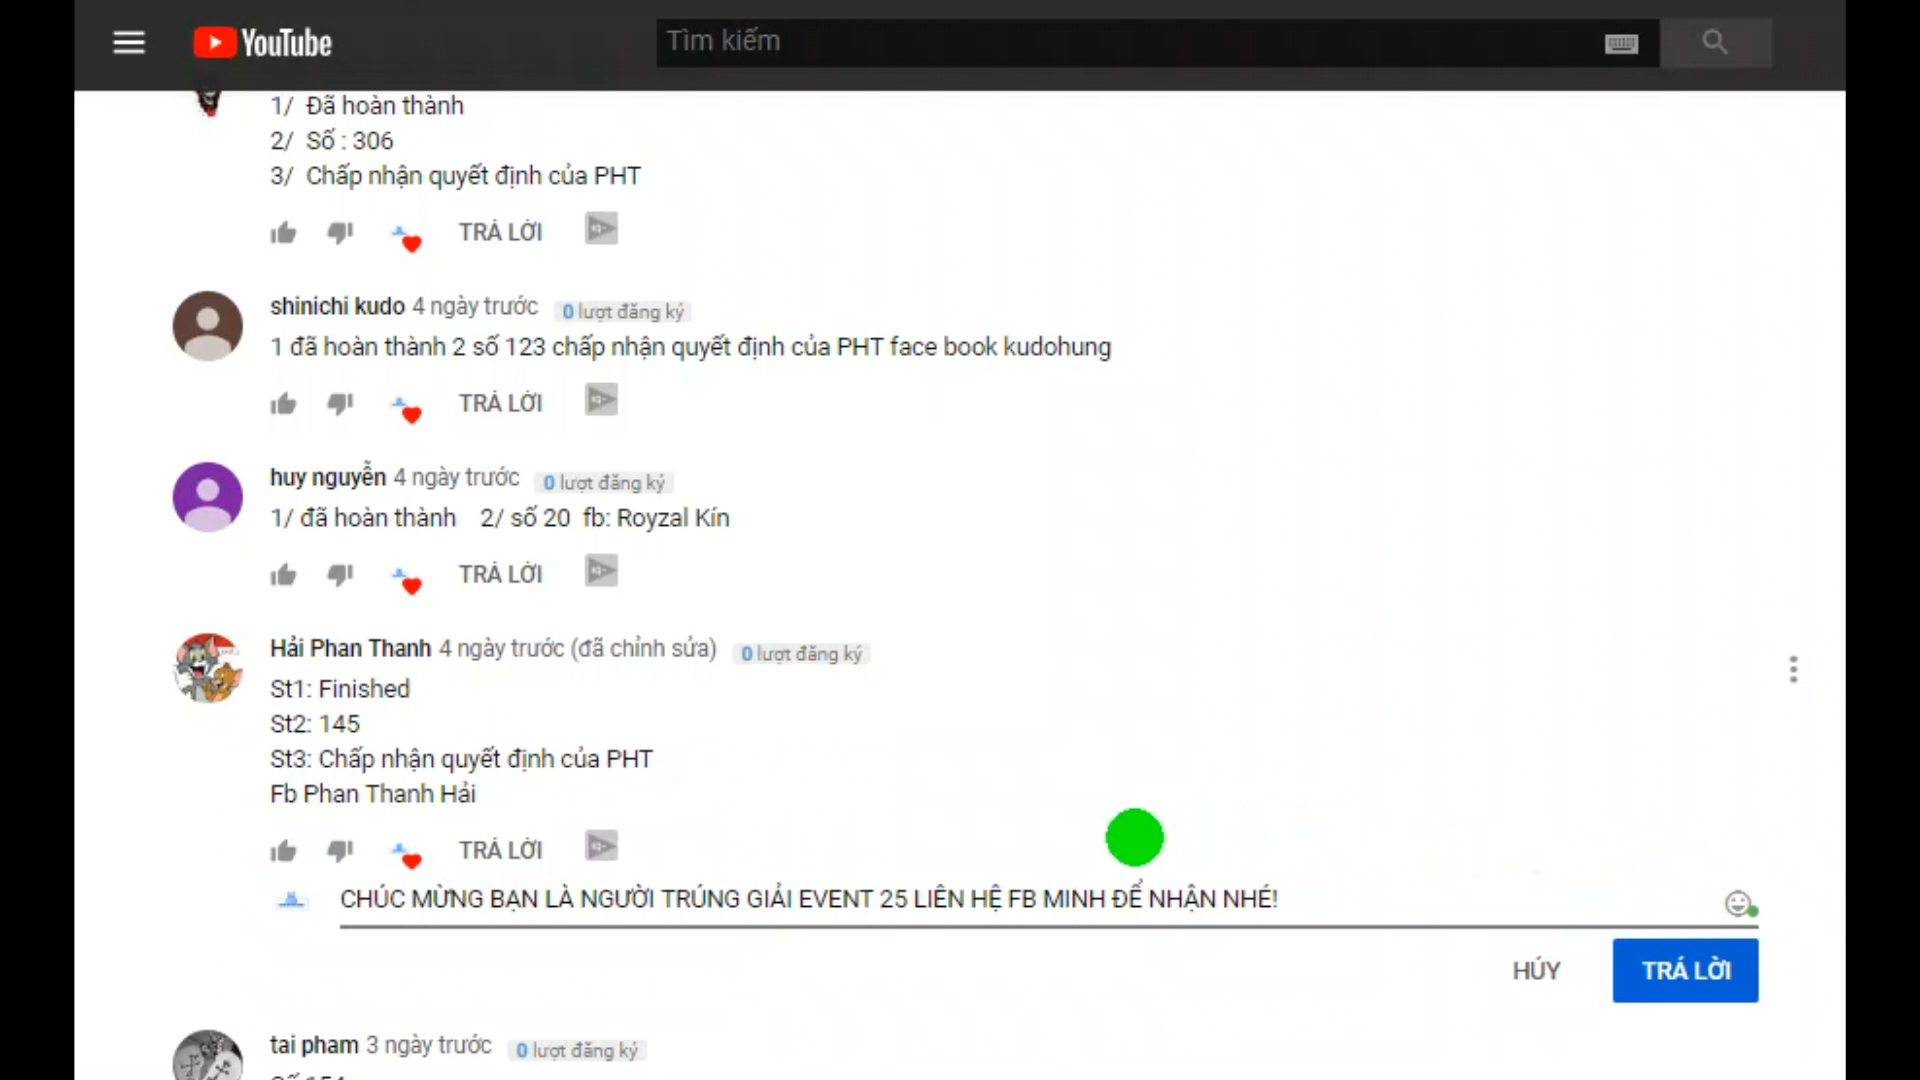 YouTube
Tìm kiếm
1/ Đã hoàn thành
2/ Số : 306
3/ Chấp nhận quyết định của PHT
TRẢ LỜI
shinichi kudo 4 ngày trước 0 lượt đăng ký
1 đã hoàn thành 2 số 123 chấp nhận quyết định của PHT face book kudohung
TRẢ LỜI
huy nguyễn 4 ngày trước 0 lượt đăng ký
1/ đã hoàn thành 2/ số 20 fb: Royzal Kín
TRẢ LỜI
Hải Phan Thanh 4 ngày trước (đã chỉnh sửa) 0 lượt đăng ký
St1: Finished
St2: 145
St3: Chấp nhận quyết định của PHT
Fb Phan Thanh Hải
TRẢ LỜI
CHÚC MỪNG BẠN LÀ NGƯỜI TRÚNG GIẢI EVENT 25 LIÊN HỆ FB MINH ĐỂ NHẬN NHÉ!
HỦY
TRẢ LỜI
tai pham 3 ngày trước 0 lượt đăng ký